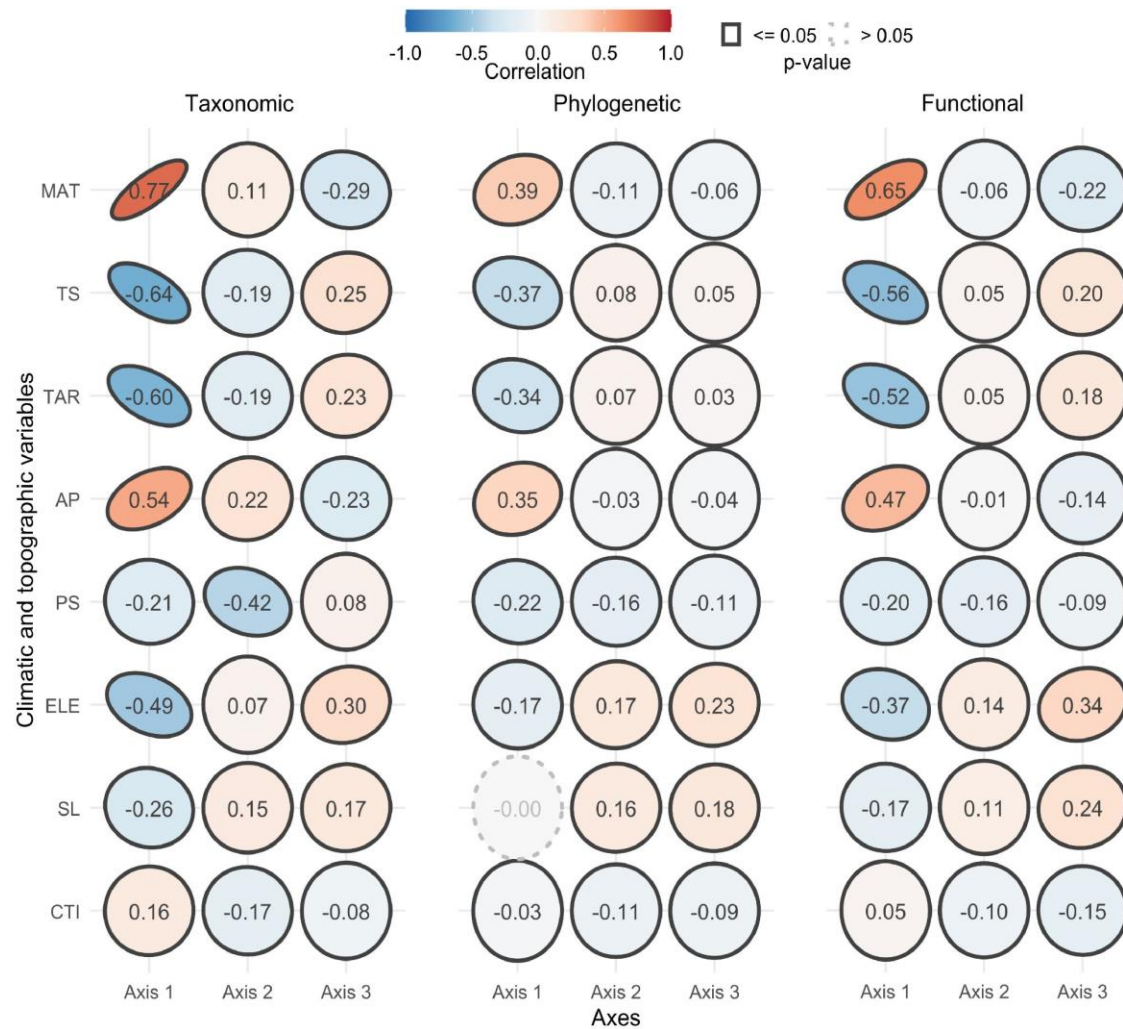 <= 0.05 > 0.05
-1.0 -0.5 0.0 0.5 1.0
Correlation
p-value
Taxonomic Phylogenetic Functional
Climatic and topographic variables
MAT 0.77 0.11 -0.29 0.39 -0.11 -0.06 0.65 -0.06 -0.22
TS -0.64 -0.19 0.25 -0.37 0.08 0.05 -0.56 0.05 0.20
TAR -0.60 -0.19 0.23 -0.34 0.07 0.03 -0.52 0.05 0.18
AP 0.54 0.22 -0.23 0.35 -0.03 -0.04 0.47 -0.01 -0.14
PS -0.21 -0.42 0.08 -0.22 -0.16 -0.11 -0.20 -0.16 -0.09
ELE -0.49 0.07 0.30 -0.17 0.17 0.23 -0.37 0.14 0.34
SL -0.26 0.15 0.17 -0.00 0.16 0.18 -0.17 0.11 0.24
CTI 0.16 -0.17 -0.08 -0.03 -0.11 -0.09 0.05 -0.10 -0.15
Axis 1 Axis 2 Axis 3 Axis 1 Axis 2 Axis 3 Axis 1 Axis 2 Axis 3
Axes